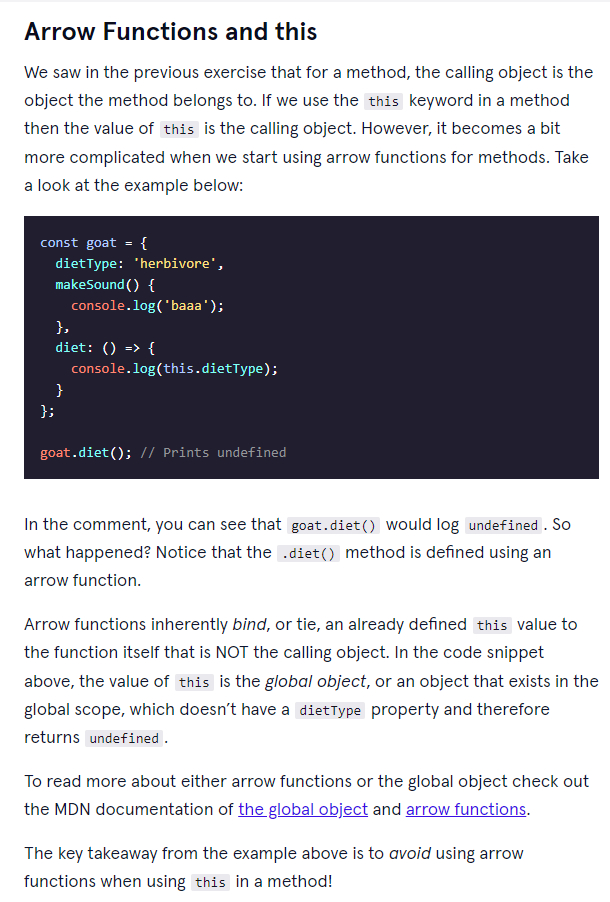 Arrow Functions and this
We saw in the previous exercise that for a method, the calling object is the
object the method belongs to. If we use the this keyword in a method
then the value of this is the calling object. However, it becomes a bit
more complicated when we start using arrow functions for methods. Take
a look at the example below:
const goat = {
  dietType: 'herbivore',
  makeSound() {
    console.log('baaa');
  },
  diet: () => {
    console.log(this.dietType);
  }
};
goat.diet(); // Prints undefined
In the comment, you can see that goat.diet() would log undefined. So
what happened? Notice that the .diet() method is defined using an
arrow function.
Arrow functions inherently bind, or tie, an already defined this value to
the function itself that is NOT the calling object. In the code snippet
above, the value of this is the global object, or an object that exists in the
global scope, which doesn’t have a dietType property and therefore
returns undefined.
To read more about either arrow functions or the global object check out
the MDN documentation of the global object and arrow functions.
The key takeaway from the example above is to avoid using arrow
functions when using this in a method!